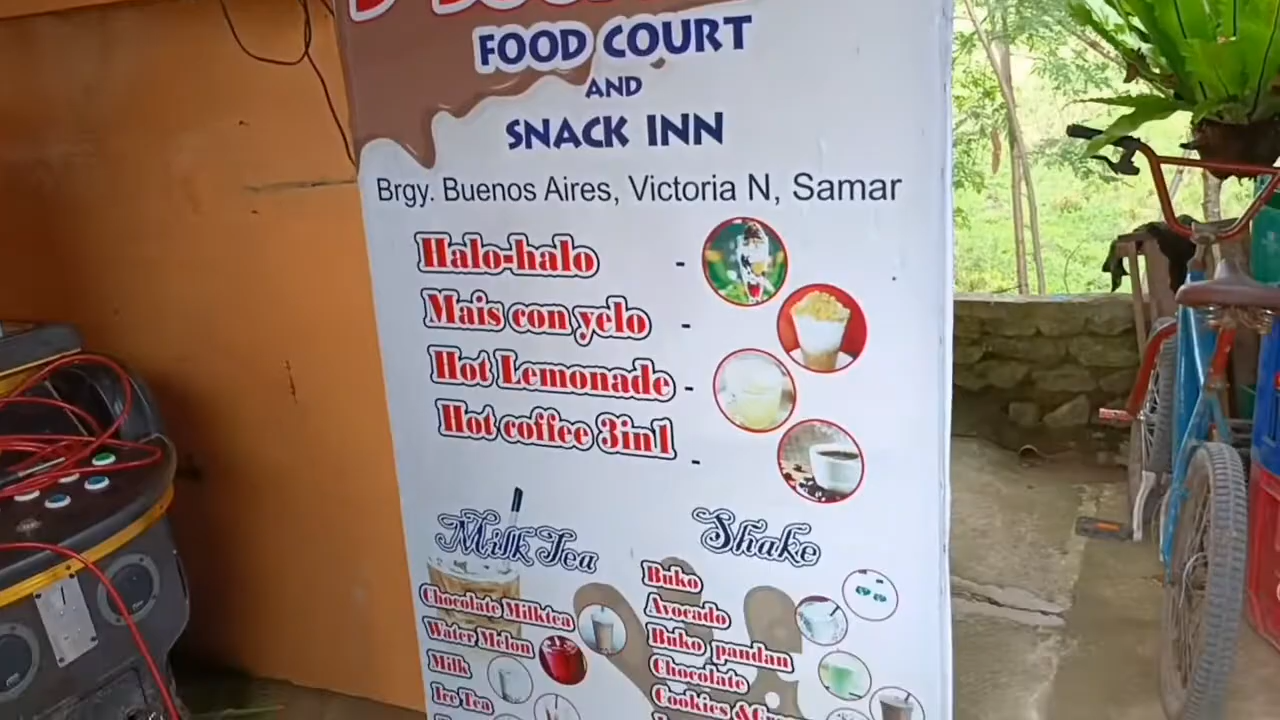 FOOD COURT
AND
SNACK INN
Brgy. Buenos Aires, Victoria N, Samar
Halo-halo -
Mais con yelo -
Hot Lemonade -
Hot coffee 3in1 -
Milk Tea
Chocolate Milktea
Water Melon
Milk
Ice Tea
Shake
Buko
Avocado
Buko pandan
Chocolate
Cookies &